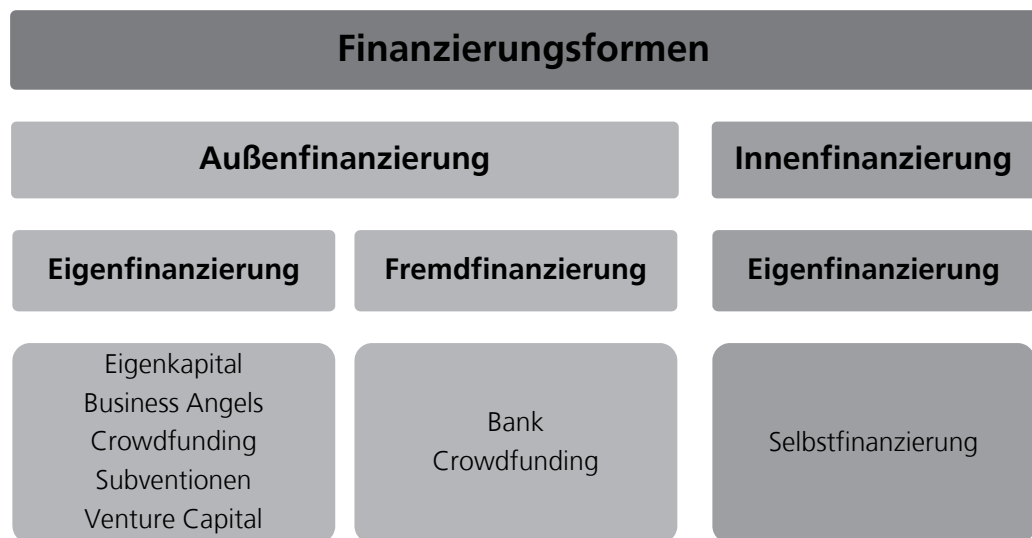 Finanzierungsformen
Außenfinanzierung
Innenfinanzierung
Eigenfinanzierung
Fremdfinanzierung
Eigenfinanzierung
Eigenkapital
Business Angels
Crowdfunding
Subventionen
Venture Capital
Bank
Crowdfunding
Selbstfinanzierung